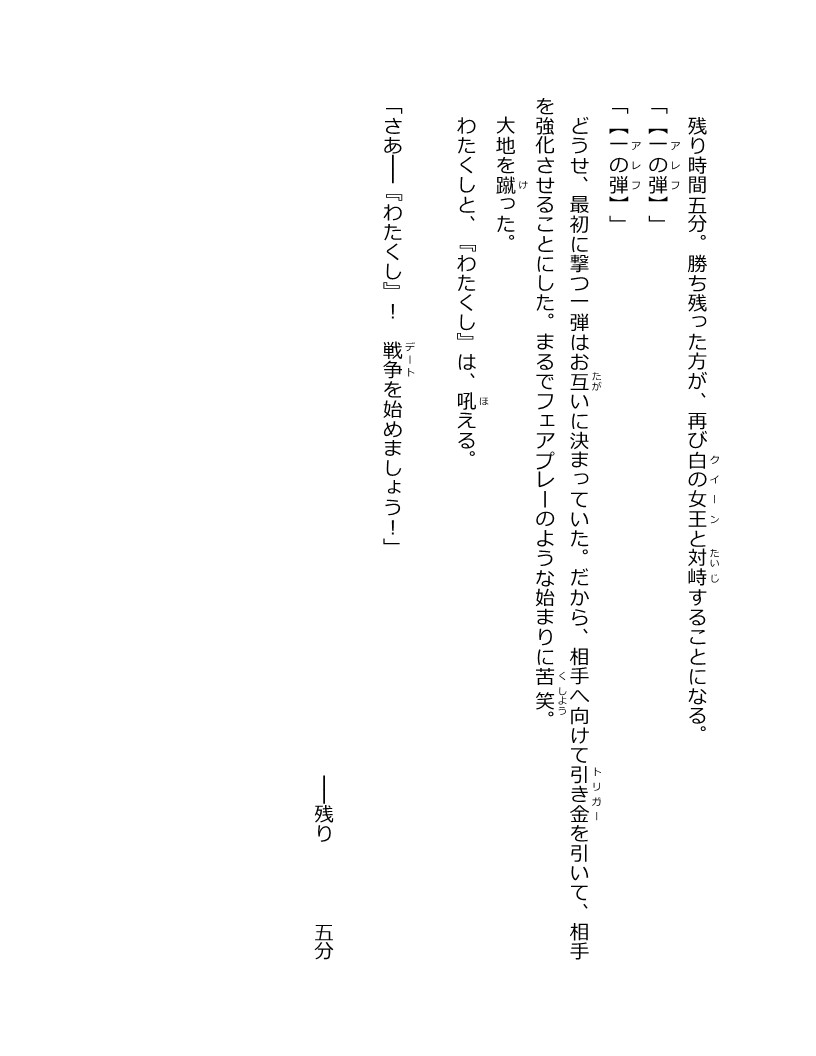 残り時間五分。勝ち残った方が、再び白の女王と対峙することになる。
「【一の弾】」
「【一の弾】」
どうせ、最初に撃つ一弾はお互いに決まっていた。だから、相手へ向けて引き金を引いて、相手
を強化させることにした。まるでフェアプレーのような始まりに苦笑。
大地を蹴った。
わたくしと、『わたくし』は、吼える。
「さあ――『わたくし』！　戦争を始めましょう！」
――残り　　　五分